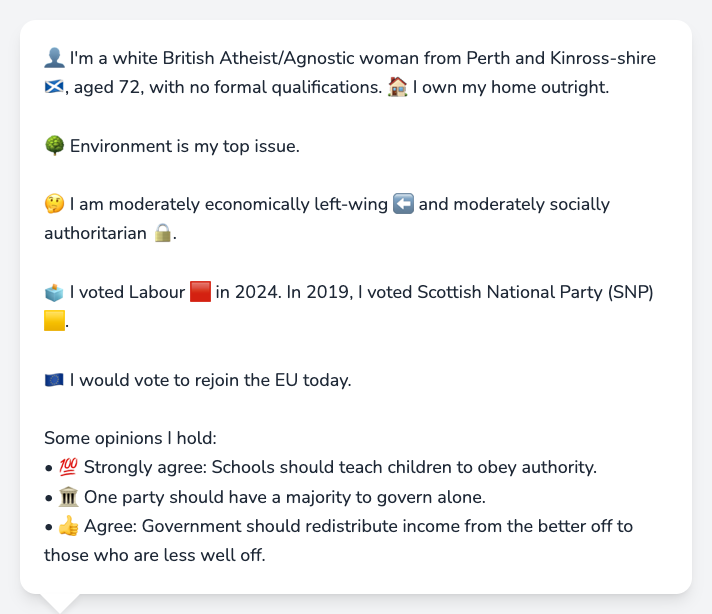 👤 I'm a white British Atheist/Agnostic woman from Perth and Kinross-shire
🏴󠁧󠁢󠁳󠁣󠁴󠁿, aged 72, with no formal qualifications. 🏠 I own my home outright.
🌳 Environment is my top issue.
🤔 I am moderately economically left-wing ⬅️ and moderately socially
authoritarian 🔒.
🗳️ I voted Labour 🟥 in 2024. In 2019, I voted Scottish National Party (SNP)
🟨.
🇪🇺 I would vote to rejoin the EU today.
Some opinions I hold:
• 💯 Strongly agree: Schools should teach children to obey authority.
• 🏛️ One party should have a majority to govern alone.
• 👍 Agree: Government should redistribute income from the better off to
those who are less well off.